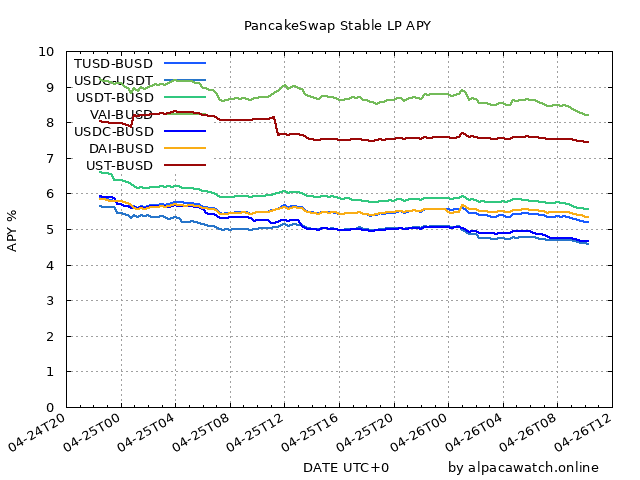 PancakeSwap Stable LP APY
10
9
8
7
6
5
4
3
2
1
0
APY %
TUSD-BUSD
USDC-USDT
USDT-BUSD
VAI-BUSD
USDC-BUSD
DAI-BUSD
UST-BUSD
04-24T20
04-25T00
04-25T04
04-25T08
04-25T12
04-25T16
04-25T20
04-26T00
04-26T04
04-26T08
04-26T12
DATE UTC+0
by alpacawatch.online